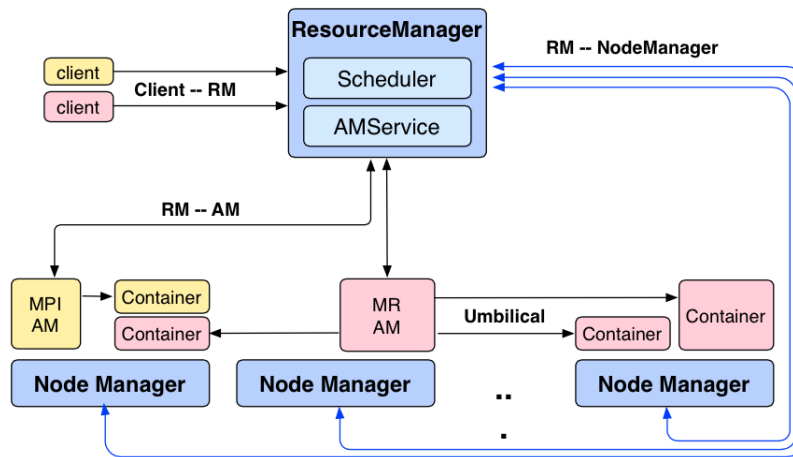 ResourceManager
RM -- NodeManager
client
Scheduler
Client -- RM
client
AMService
RM -- AM
MPI
AM
Container
Container
MR
AM
Umbilical
Container
Container
Node Manager
Node Manager
..
.
Node Manager